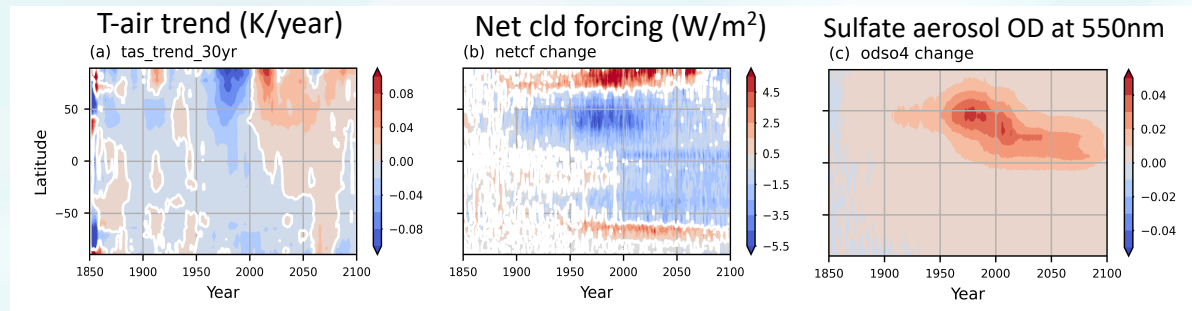 T-air trend (K/year)
(a) tas_trend_30yr
Latitude
50
0
−50
1850 1900 1950 2000 2050 2100
Year
0.08
0.04
0.00
−0.04
−0.08
Net cld forcing (W/m²)
(b) netcf change
1850 1900 1950 2000 2050 2100
Year
4.5
2.5
0.5
−1.5
−3.5
−5.5
Sulfate aerosol OD at 550nm
(c) odso4 change
1850 1900 1950 2000 2050 2100
Year
0.04
0.02
0.00
−0.02
−0.04